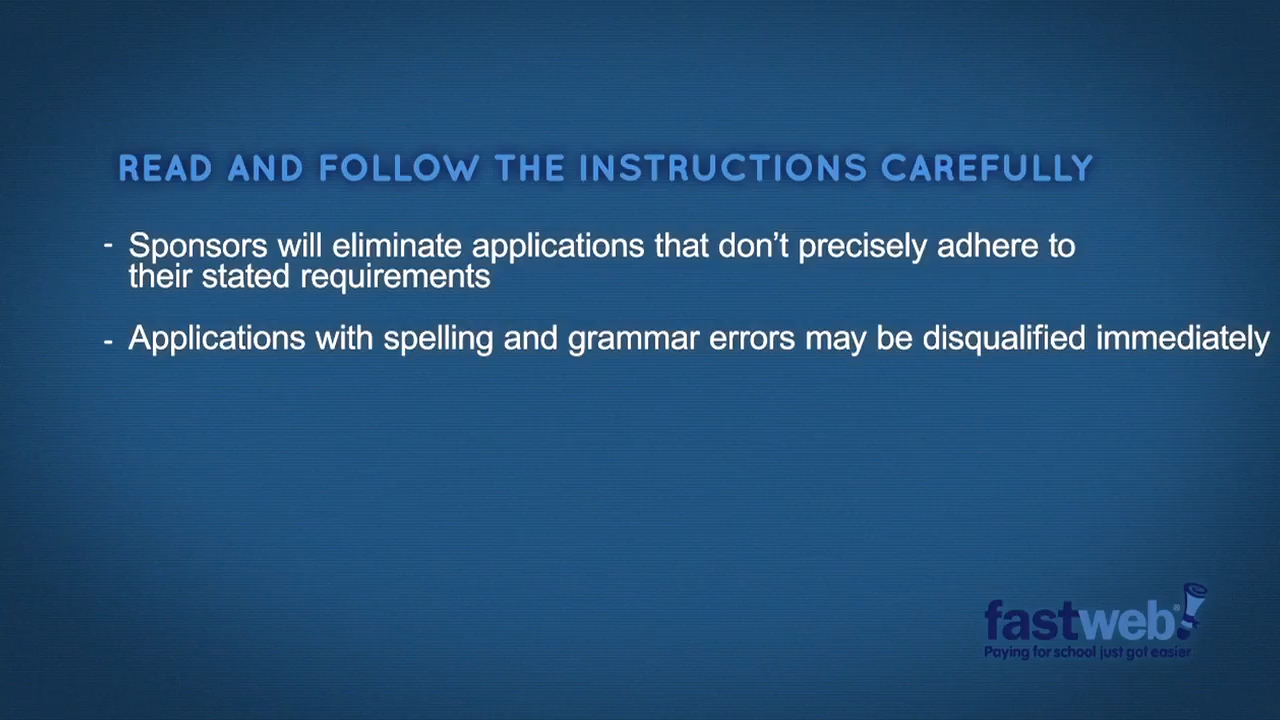 READ AND FOLLOW THE INSTRUCTIONS CAREFULLY
- Sponsors will eliminate applications that don’t precisely adhere to
their stated requirements
- Applications with spelling and grammar errors may be disqualified immediately
fastweb!
Paying for school just got easier